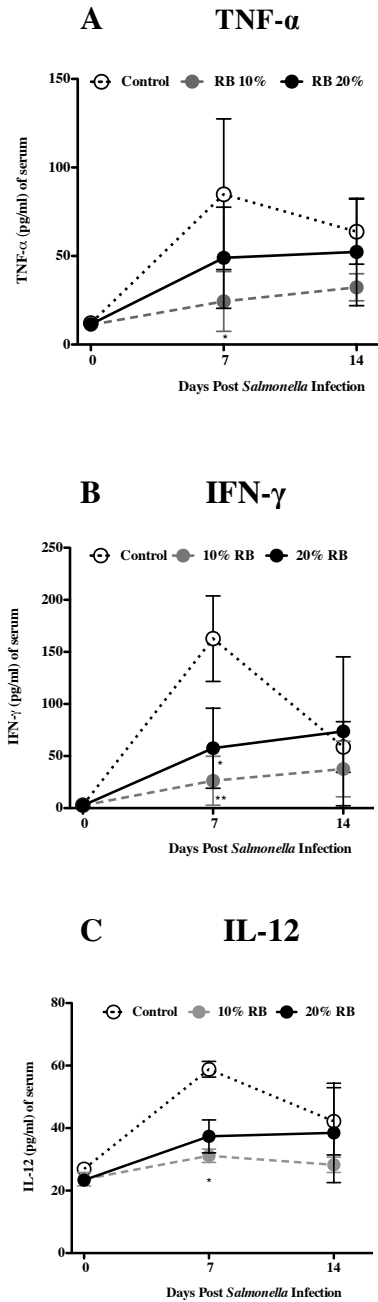 A TNF-α
Control RB 10% RB 20%
150
100
50
0
TNF-α (pg/ml) of serum
0 7 14
*
Days Post Salmonella Infection
B IFN-γ
Control 10% RB 20% RB
250
200
150
100
50
0
IFN-γ (pg/ml) of serum
*
**
0 7 14
Days Post Salmonella Infection
C IL-12
Control 10% RB 20% RB
80
60
40
20
0
IL-12 (pg/ml) of serum
*
0 7 14
Days Post Salmonella Infection